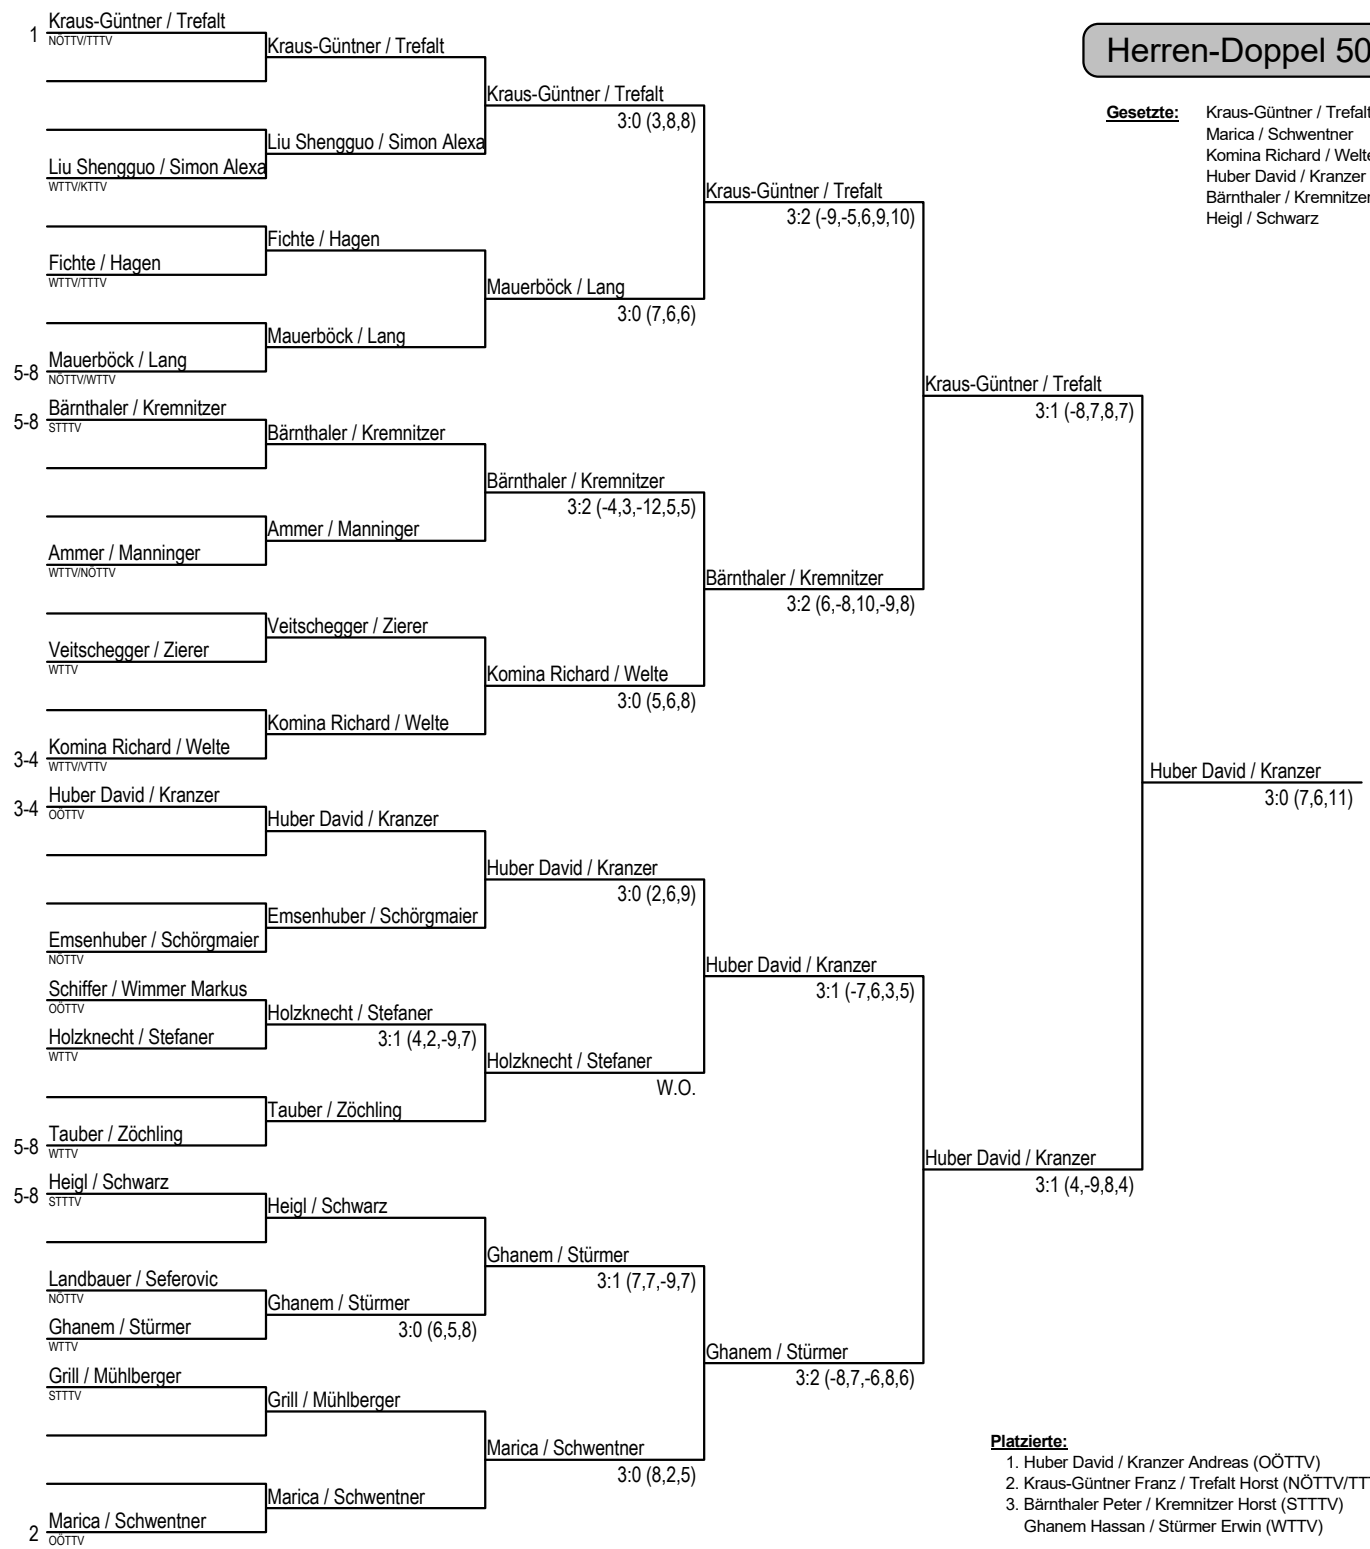 Herren-Doppel 50
Gesetzte: Kraus-Güntner / Trefalt
Marica / Schwentner
Komina Richard / Welte
Huber David / Kranzer
Bärnthaler / Kremnitzer
Heigl / Schwarz
1 Kraus-Güntner / Trefalt
NÖTTV/TTTV
Liu Shengguo / Simon Alexa
WTTV/KTTV
Fichte / Hagen
WTTV/TTTV
5-8 Mauerböck / Lang
NÖTTV/WTTV
5-8 Bärnthaler / Kremnitzer
STTTV
Ammer / Manninger
WTTV/NÖTTV
Veitschegger / Zierer
WTTV
3-4 Komina Richard / Welte
WTTV/VTTV
3-4 Huber David / Kranzer
OÖTTV
Emsenhuber / Schörgmaier
NÖTTV
Schiffer / Wimmer Markus
OÖTTV
Holzknecht / Stefaner
WTTV
5-8 Tauber / Zöchling
WTTV
5-8 Heigl / Schwarz
STTTV
Landbauer / Seferovic
NÖTTV
Ghanem / Stürmer
WTTV
Grill / Mühlberger
STTTV
2 Marica / Schwentner
OÖTTV
Kraus-Güntner / Trefalt
Liu Shengguo / Simon Alexa
Fichte / Hagen
Mauerböck / Lang
Bärnthaler / Kremnitzer
Ammer / Manninger
Veitschegger / Zierer
Komina Richard / Welte
Huber David / Kranzer
Emsenhuber / Schörgmaier
Holzknecht / Stefaner
3:1 (4,2,-9,7)
Tauber / Zöchling
Heigl / Schwarz
Ghanem / Stürmer
3:0 (6,5,8)
Grill / Mühlberger
Marica / Schwentner
Kraus-Güntner / Trefalt
3:0 (3,8,8)
Mauerböck / Lang
3:0 (7,6,6)
Bärnthaler / Kremnitzer
3:2 (-4,3,-12,5,5)
Komina Richard / Welte
3:0 (5,6,8)
Huber David / Kranzer
3:0 (2,6,9)
Holzknecht / Stefaner
W.O.
Ghanem / Stürmer
3:1 (7,7,-9,7)
Marica / Schwentner
3:0 (8,2,5)
Kraus-Güntner / Trefalt
3:2 (-9,-5,6,9,10)
Bärnthaler / Kremnitzer
3:2 (6,-8,10,-9,8)
Huber David / Kranzer
3:1 (-7,6,3,5)
Ghanem / Stürmer
3:2 (-8,7,-6,8,6)
Kraus-Güntner / Trefalt
3:1 (-8,7,8,7)
Huber David / Kranzer
3:1 (4,-9,8,4)
Huber David / Kranzer
3:0 (7,6,11)
Platzierte:
1. Huber David / Kranzer Andreas (OÖTTV)
2. Kraus-Güntner Franz / Trefalt Horst (NÖTTV/TT
3. Bärnthaler Peter / Kremnitzer Horst (STTTV)
Ghanem Hassan / Stürmer Erwin (WTTV)